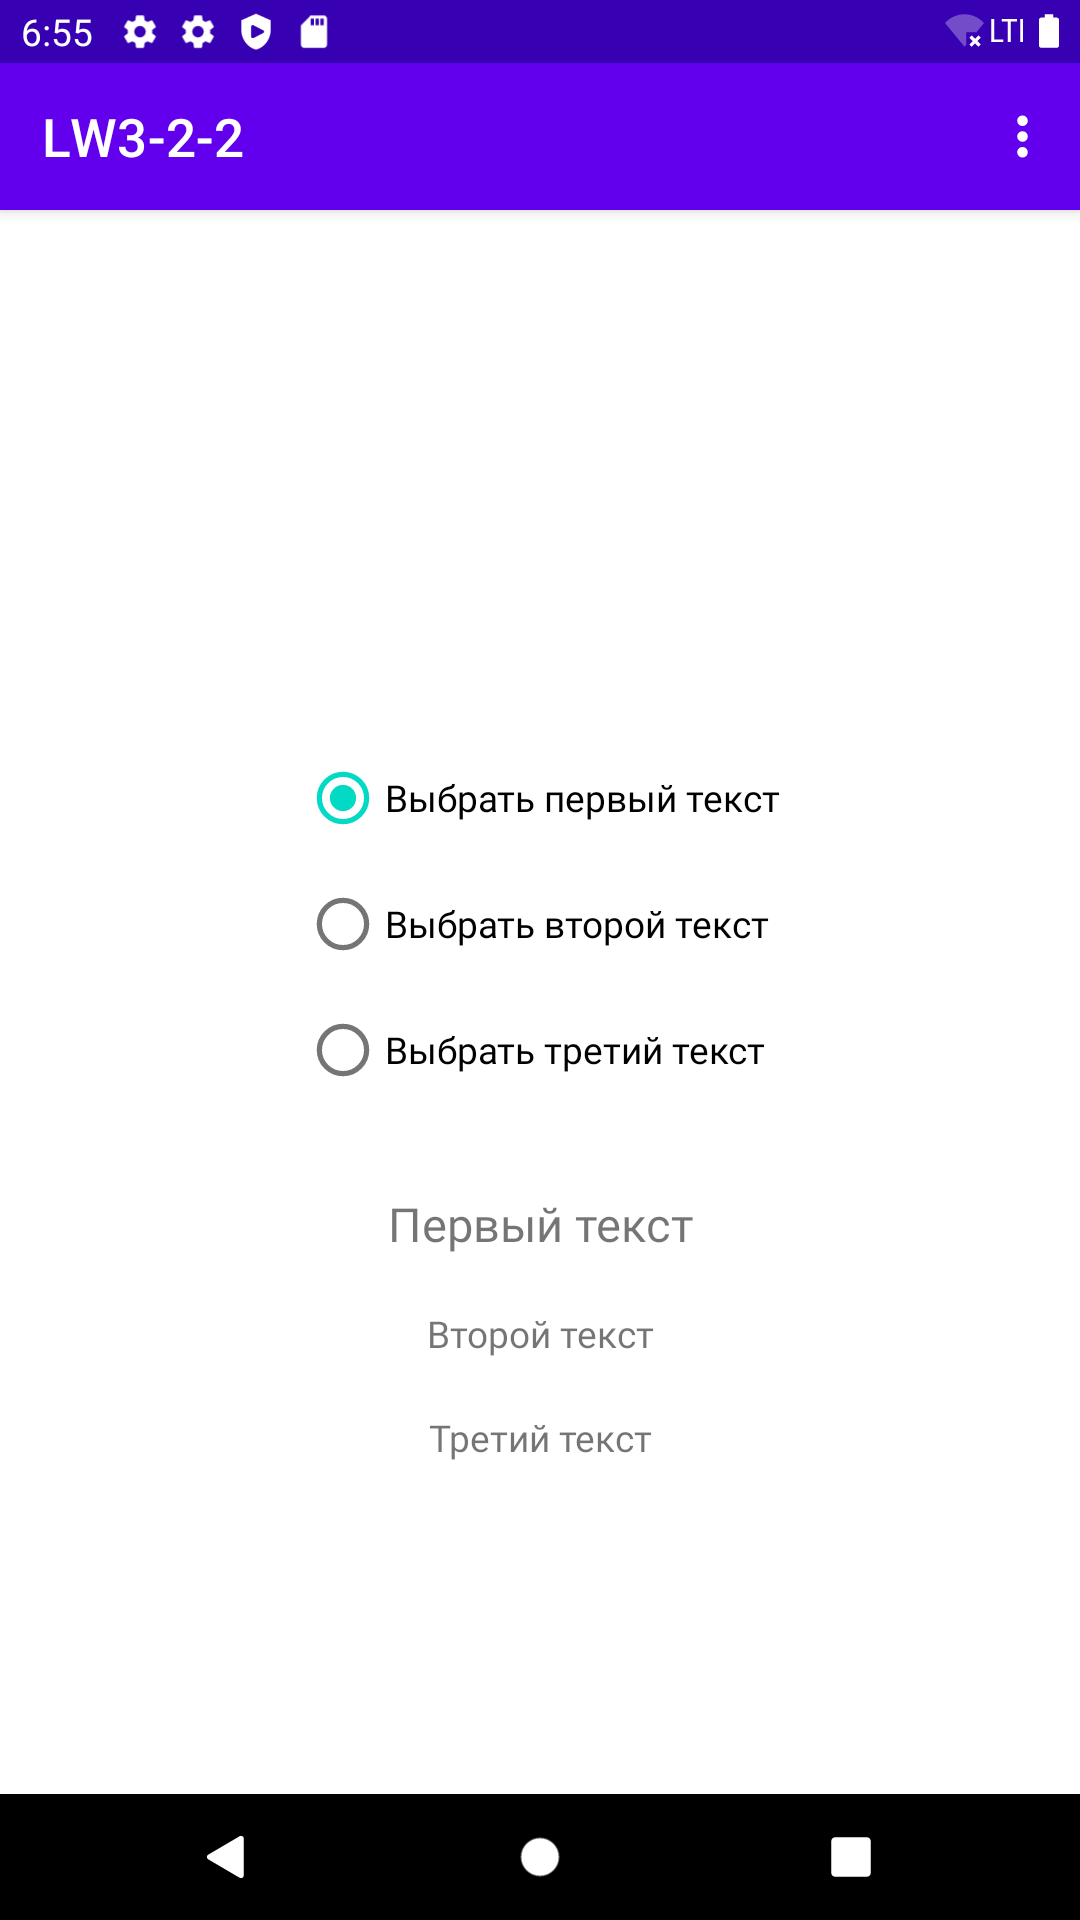 6:55
LTI
LW3-2-2
Выбрать первый текст
Выбрать второй текст
Выбрать третий текст
Первый текст
Второй текст
Третий текст